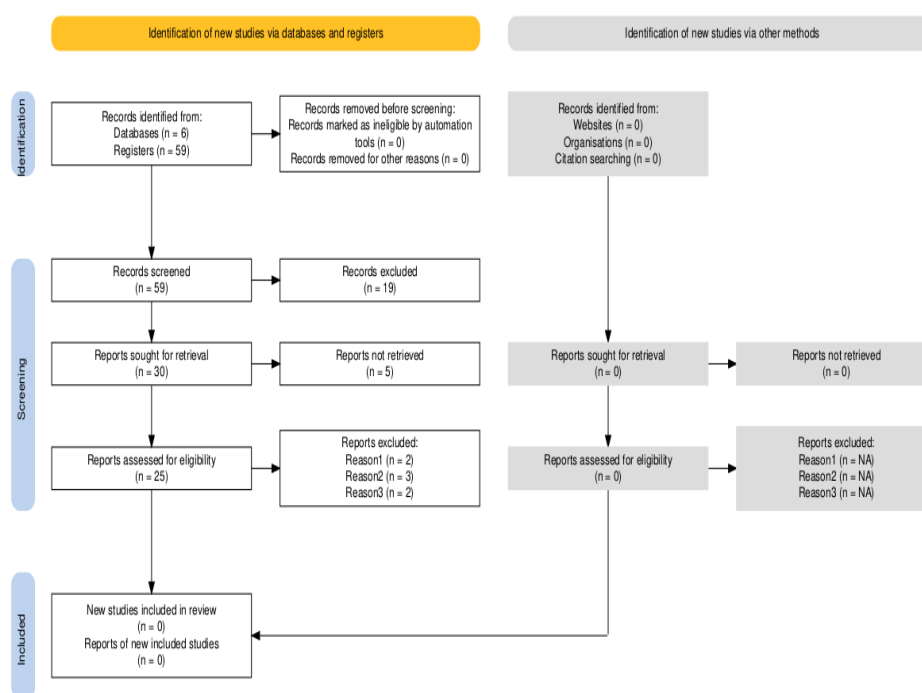 Identification of new studies via databases and registers
Identification of new studies via other methods
Identification
Records identified from:
Databases (n = 6)
Registers (n = 59)
Records removed before screening:
Records marked as ineligible by automation
tools (n = 0)
Records removed for other reasons (n = 0)
Records identified from:
Websites (n = 0)
Organisations (n = 0)
Citation searching (n = 0)
Screening
Records screened
(n = 59)
Records excluded
(n = 19)
Reports sought for retrieval
(n = 30)
Reports not retrieved
(n = 5)
Reports sought for retrieval
(n = 0)
Reports not retrieved
(n = 0)
Reports assessed for eligibility
(n = 25)
Reports excluded:
Reason1 (n = 2)
Reason2 (n = 3)
Reason3 (n = 2)
Reports assessed for eligibility
(n = 0)
Reports excluded:
Reason1 (n = NA)
Reason2 (n = NA)
Reason3 (n = NA)
Included
New studies included in review
(n = 0)
Reports of new included studies
(n = 0)